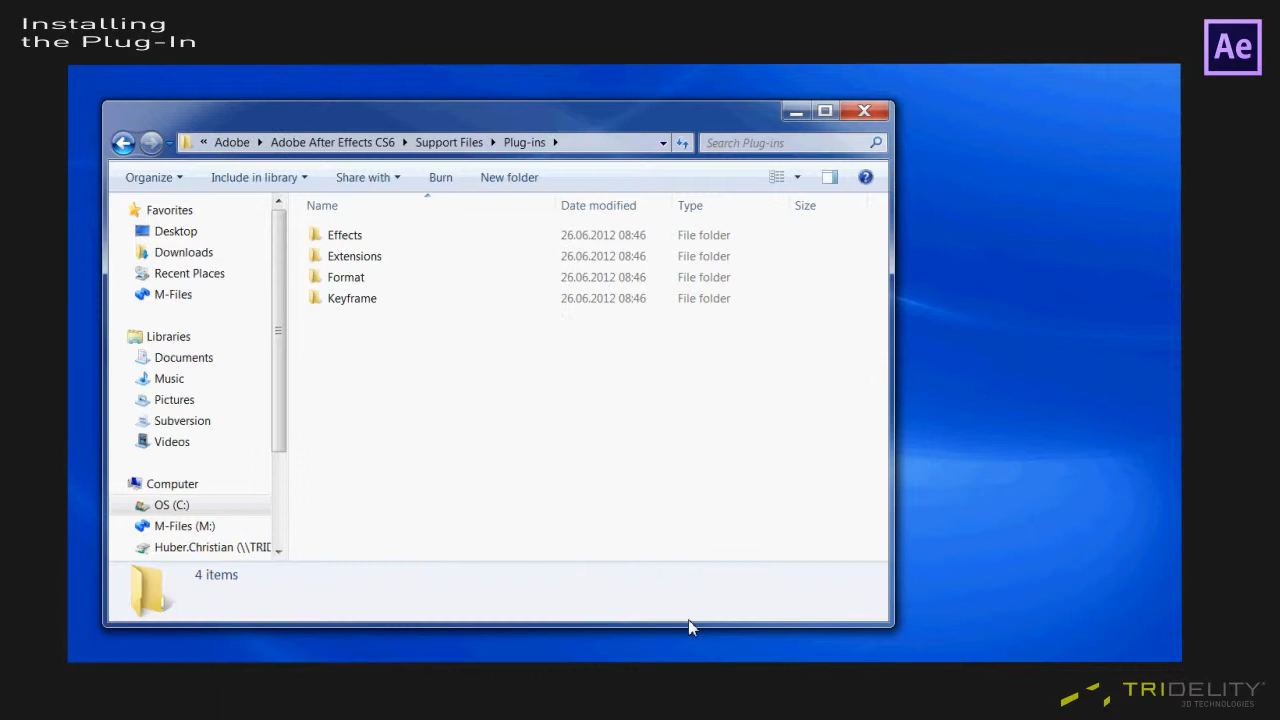 Installing
the Plug-In
Ae
« Adobe Adobe After Effects CS6 Support Files Plug-ins
Search Plug-ins
Organize Include in library Share with Burn New folder
Name Date modified Type Size
Favorites
Desktop
Downloads
Recent Places
M-Files
Libraries
Documents
Music
Pictures
Subversion
Videos
Computer
OS (C:)
M-Files (M:)
Huber.Christian (\\TRID
Effects 26.06.2012 08:46 File folder
Extensions 26.06.2012 08:46 File folder
Format 26.06.2012 08:46 File folder
Keyframe 26.06.2012 08:46 File folder
4 items
TRIDELITY
3D TECHNOLOGIES